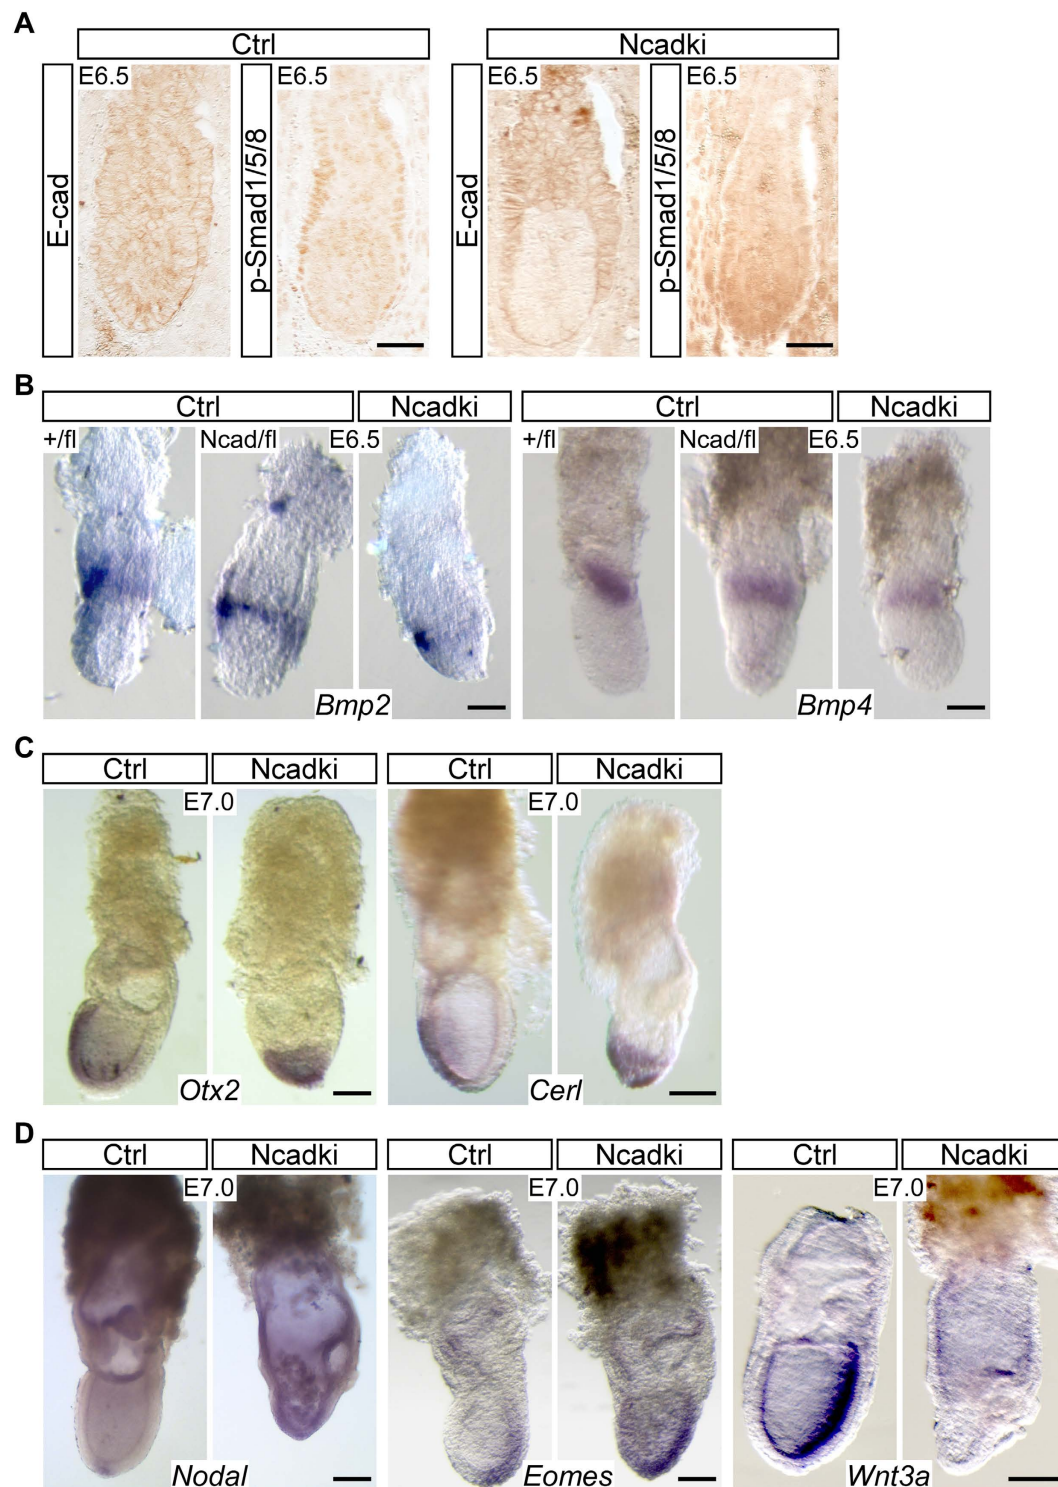 A
Ctrl
Ncadki
E-cad
E6.5
p-Smad1/5/8
E6.5
E-cad
E6.5
p-Smad1/5/8
E6.5
B
Ctrl
Ncadki
Ctrl
Ncadki
+/fl
Ncad/fl
E6.5
+/fl
Ncad/fl
E6.5
Bmp2
Bmp4
C
Ctrl
Ncadki
Ctrl
Ncadki
E7.0
E7.0
Otx2
Cerl
D
Ctrl
Ncadki
Ctrl
Ncadki
Ctrl
Ncadki
E7.0
E7.0
E7.0
Nodal
Eomes
Wnt3a